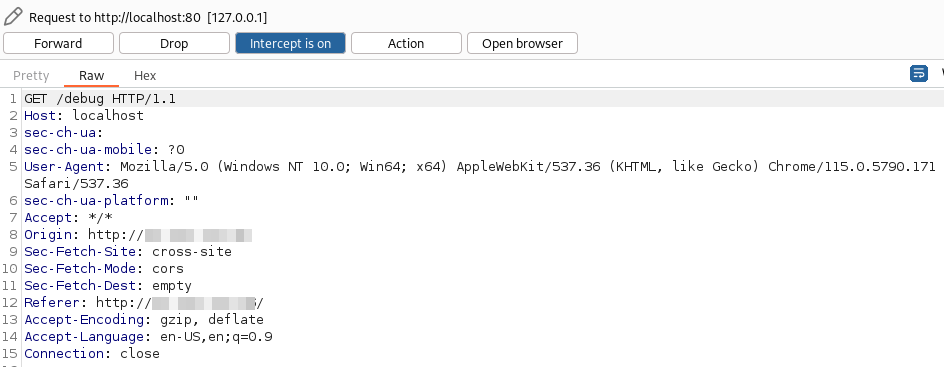 Request to http://localhost:80 [127.0.0.1]
Forward Drop Intercept is on Action Open browser
Pretty Raw Hex
1 GET /debug HTTP/1.1
2 Host: localhost
3 sec-ch-ua:
4 sec-ch-ua-mobile: ?0
5 User-Agent: Mozilla/5.0 (Windows NT 10.0; Win64; x64) AppleWebKit/537.36 (KHTML, like Gecko) Chrome/115.0.5790.171
Safari/537.36
6 sec-ch-ua-platform: ""
7 Accept: */*
8 Origin: http://
9 Sec-Fetch-Site: cross-site
10 Sec-Fetch-Mode: cors
11 Sec-Fetch-Dest: empty
12 Referer: http:// /
13 Accept-Encoding: gzip, deflate
14 Accept-Language: en-US,en;q=0.9
15 Connection: close